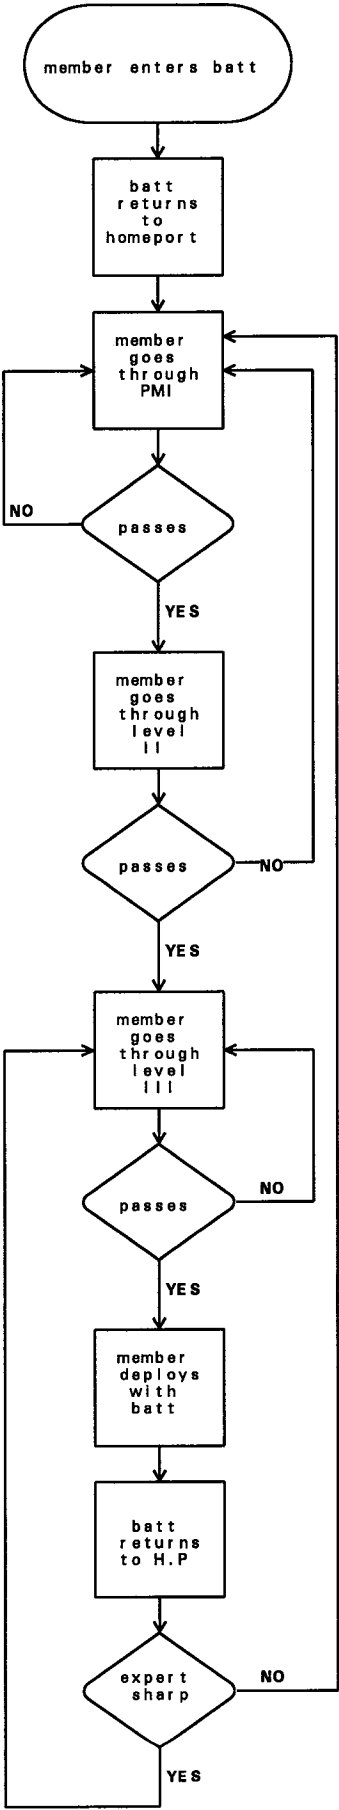 member enters batt
batt
returns
to
homeport
member
goes
through
PMI
passes
NO
YES
member
goes
through
level
II
passes
NO
YES
member
goes
through
level
III
passes
NO
YES
member
deploys
with
batt
batt
returns
to H.P
expert
sharp
NO
YES